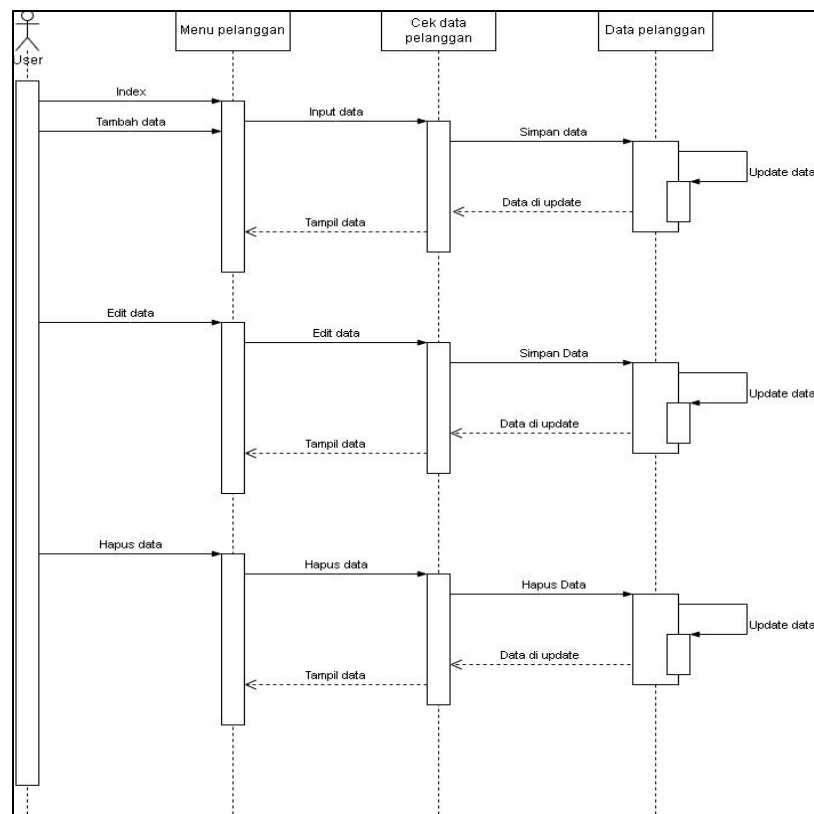 User
Menu pelanggan
Cek data
pelanggan
Data pelanggan
Index
Tambah data
Input data
Simpan data
Update data
Data di update
Tampil data
Edit data
Edit data
Simpan Data
Update data
Data di update
Tampil data
Hapus data
Hapus data
Hapus Data
Update data
Data di update
Tampil data